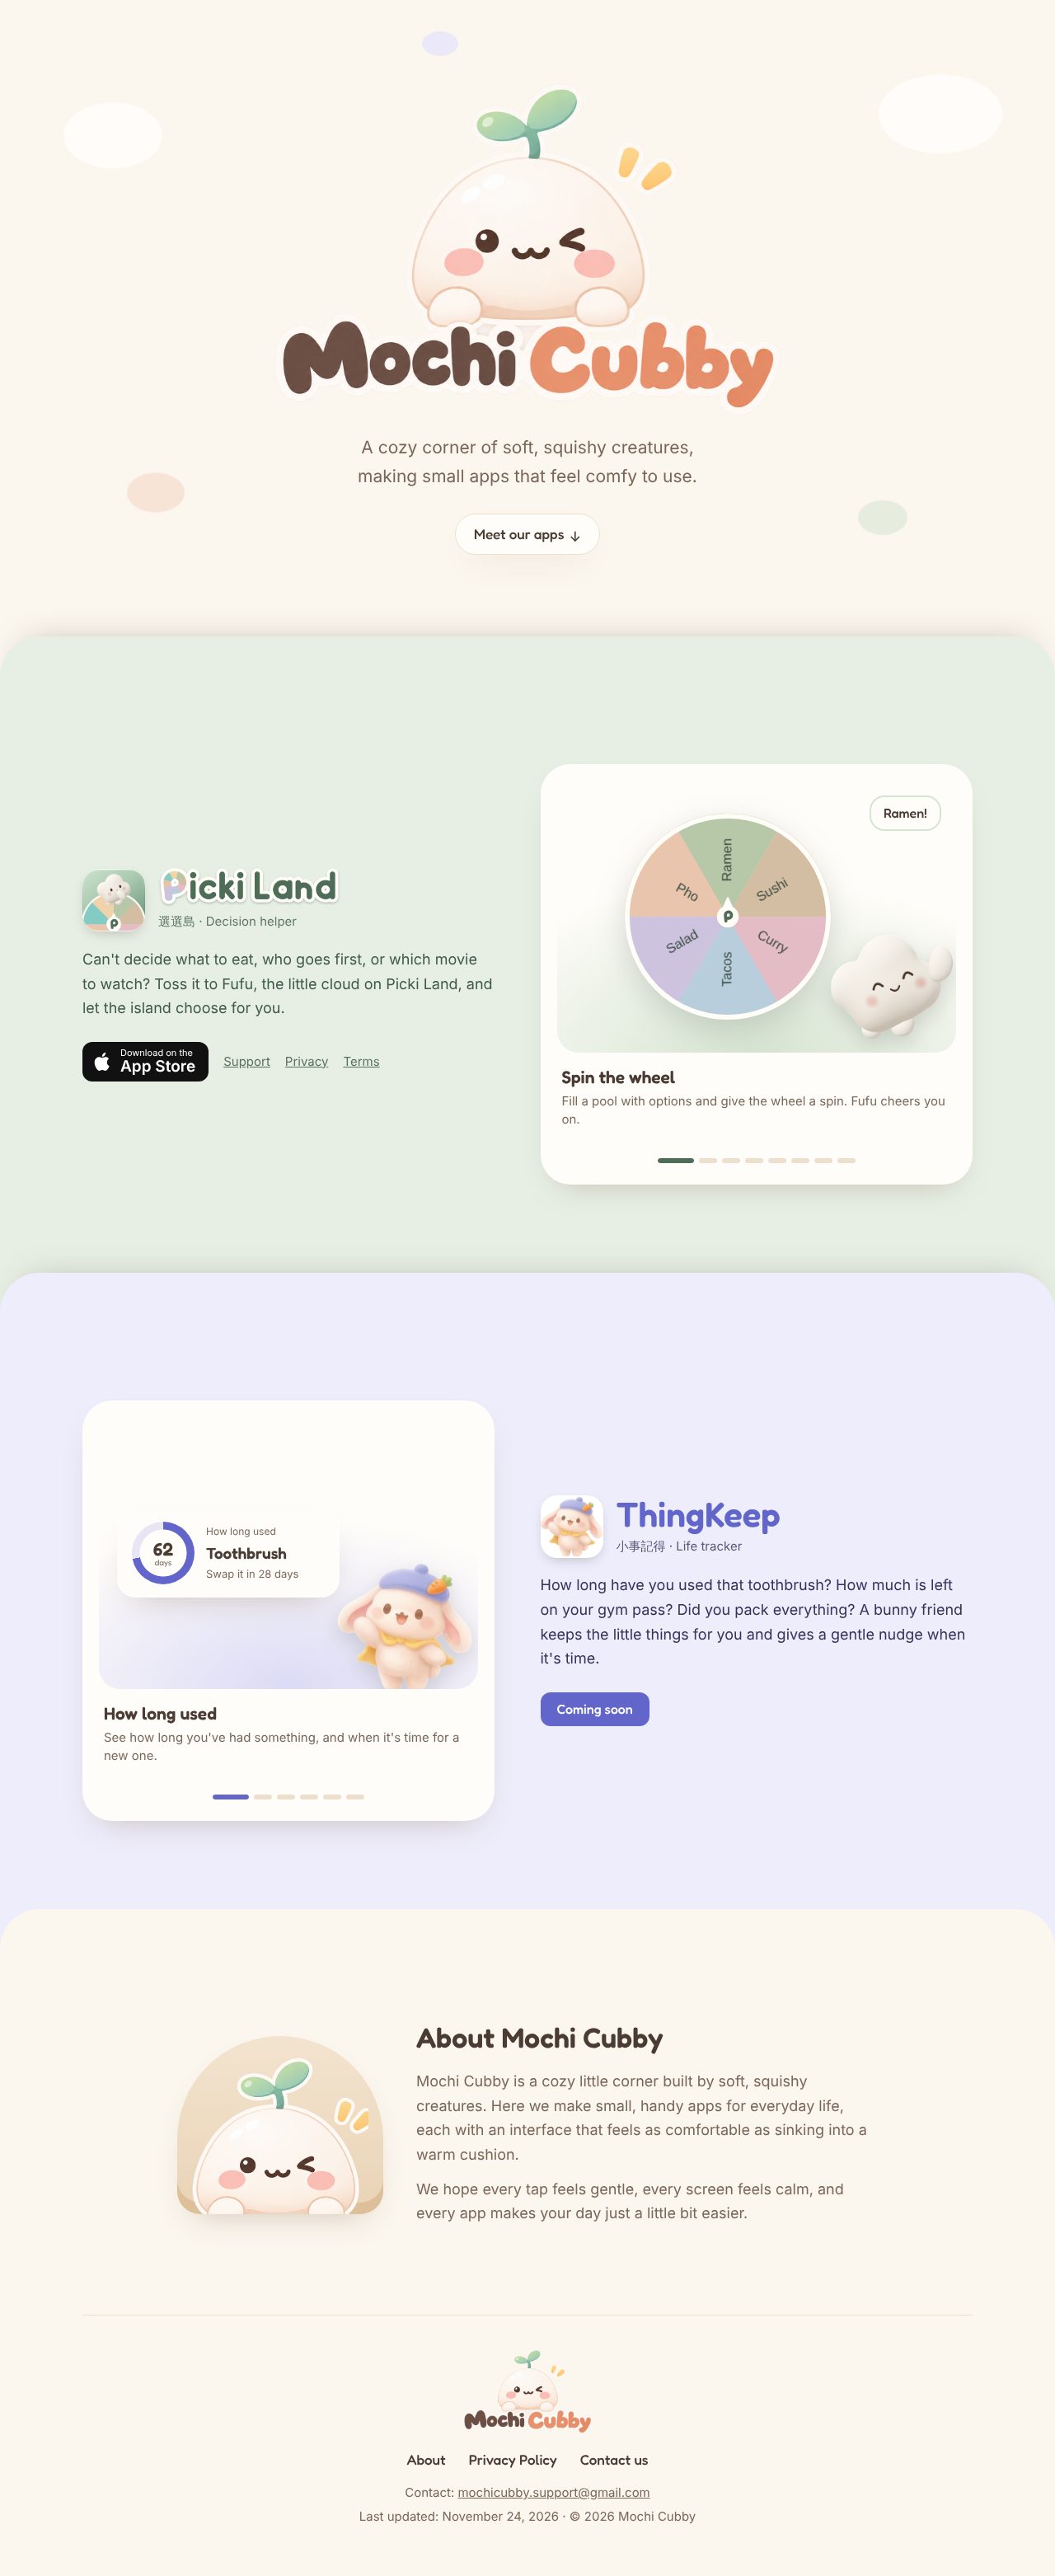 Mochi Cubby
A cozy corner of soft, squishy creatures,
making small apps that feel comfy to use.
Meet our apps ↓
Picki Land
選選島 · Decision helper
Can't decide what to eat, who goes first, or which movie
to watch? Toss it to Fufu, the little cloud on Picki Land, and
let the island choose for you.
Download on the
App Store
Support Privacy Terms
Ramen!
Ramen
Sushi
Curry
Tacos
Salad
Pho
P
Spin the wheel
Fill a pool with options and give the wheel a spin. Fufu cheers you
on.
62
days
How long used
Toothbrush
Swap it in 28 days
How long used
See how long you've had something, and when it's time for a
new one.
ThingKeep
小事記得 · Life tracker
How long have you used that toothbrush? How much is left
on your gym pass? Did you pack everything? A bunny friend
keeps the little things for you and gives a gentle nudge when
it's time.
Coming soon
About Mochi Cubby
Mochi Cubby is a cozy little corner built by soft, squishy
creatures. Here we make small, handy apps for everyday life,
each with an interface that feels as comfortable as sinking into a
warm cushion.
We hope every tap feels gentle, every screen feels calm, and
every app makes your day just a little bit easier.
Mochi Cubby
About Privacy Policy Contact us
Contact: mochicubby.support@gmail.com
Last updated: November 24, 2026 · © 2026 Mochi Cubby